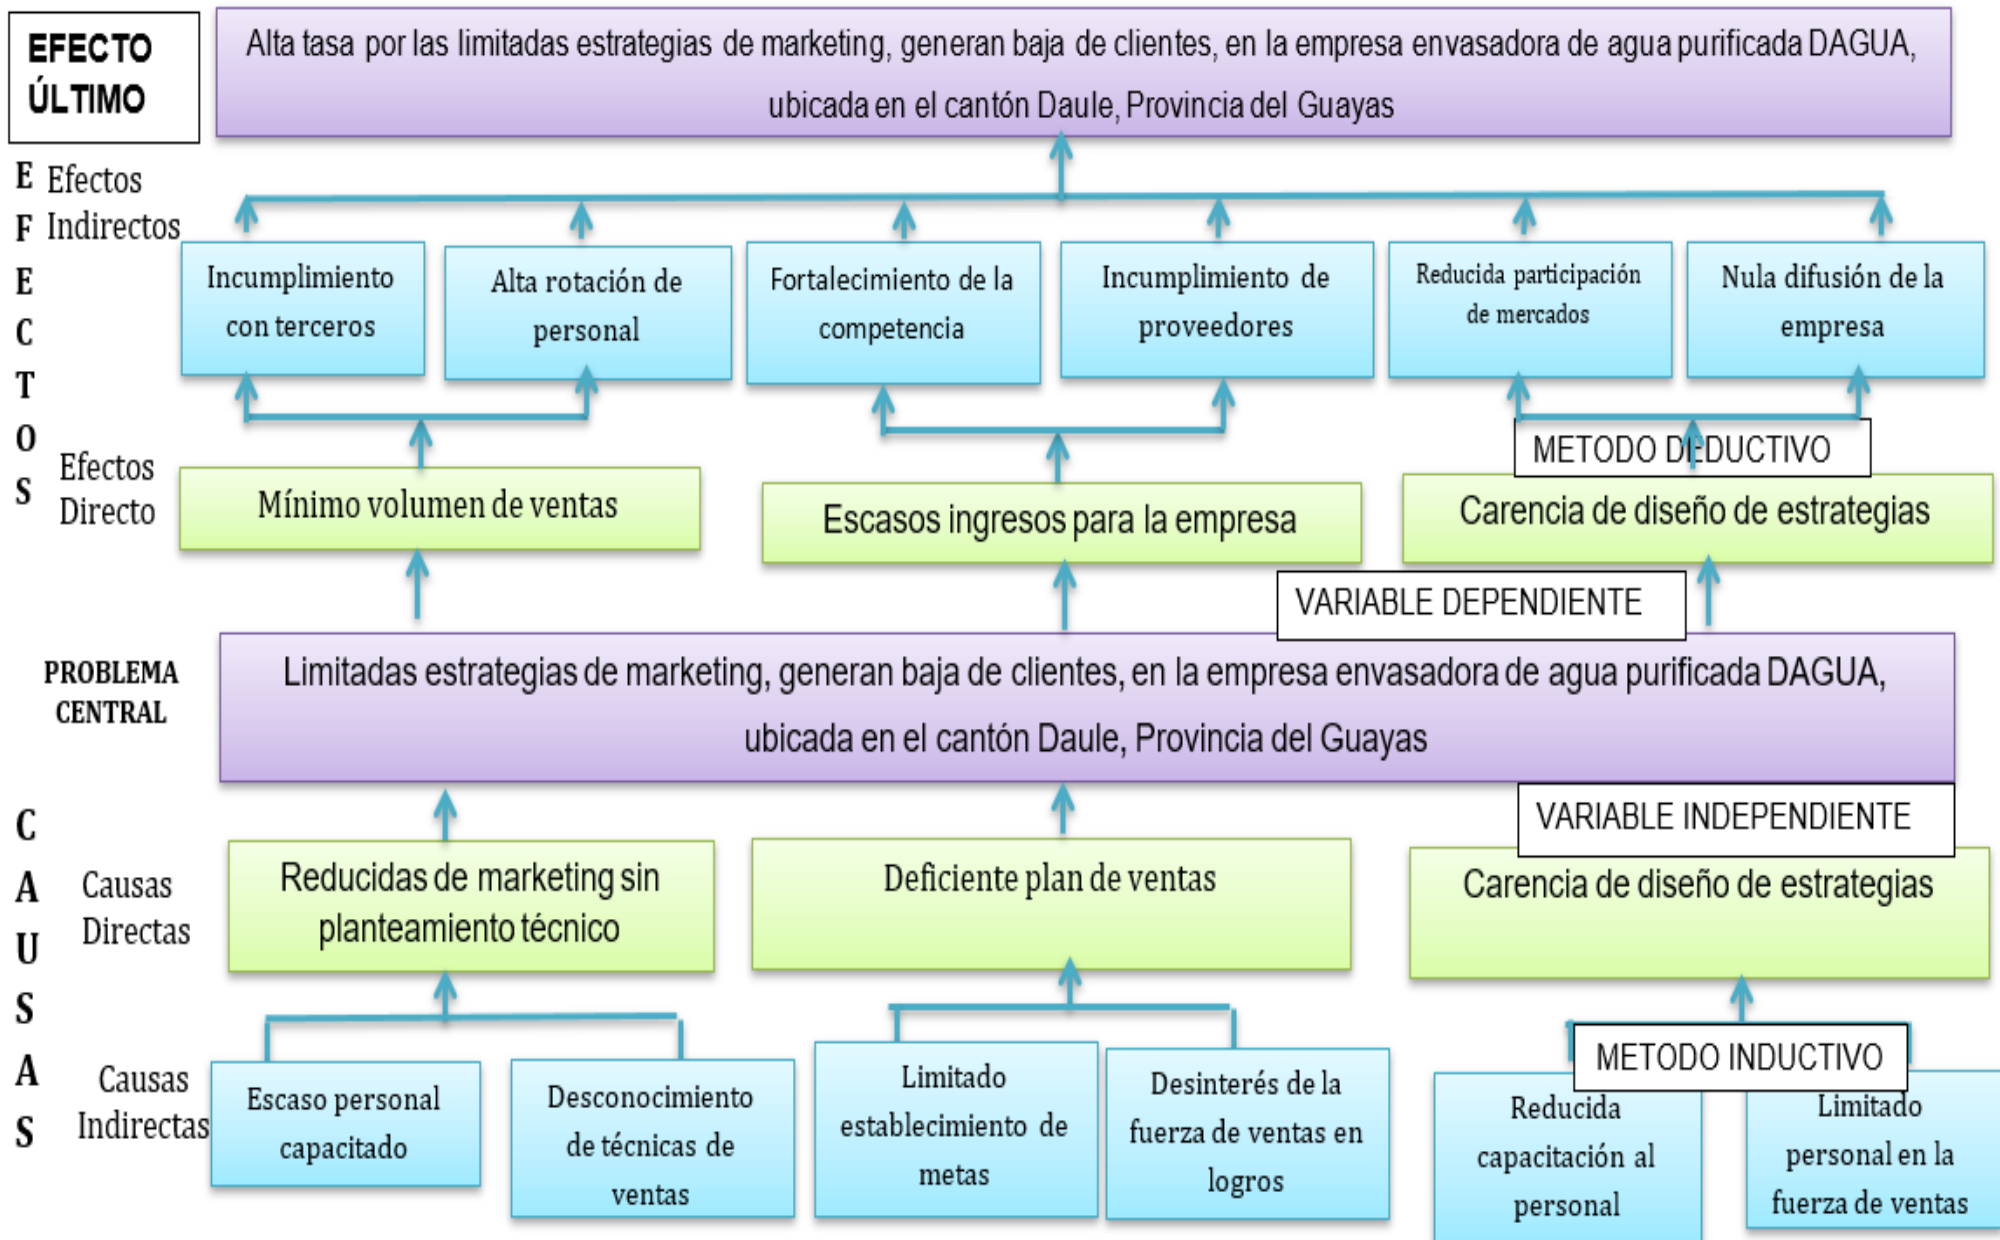 EFECTO
ÚLTIMO
Alta tasa por las limitadas estrategias de marketing, generan baja de clientes, en la empresa envasadora de agua purificada DAGUA,
ubicada en el cantón Daule, Provincia del Guayas
E
F
E
C
T
O
S
Efectos
Indirectos
Incumplimiento
con terceros
Alta rotación de
personal
Fortalecimiento de la
competencia
Incumplimiento de
proveedores
Reducida participación
de mercados
Nula difusión de la
empresa
METODO DEDUCTIVO
Efectos
Directo
Mínimo volumen de ventas
Escasos ingresos para la empresa
Carencia de diseño de estrategias
VARIABLE DEPENDIENTE
PROBLEMA
CENTRAL
Limitadas estrategias de marketing, generan baja de clientes, en la empresa envasadora de agua purificada DAGUA,
ubicada en el cantón Daule, Provincia del Guayas
VARIABLE INDEPENDIENTE
C
A
U
S
A
S
Causas
Directas
Reducidas de marketing sin
planteamiento técnico
Deficiente plan de ventas
Carencia de diseño de estrategias
METODO INDUCTIVO
Causas
Indirectas
Escaso personal
capacitado
Desconocimiento
de técnicas de
ventas
Limitado
establecimiento de
metas
Desinterés de la
fuerza de ventas en
logros
Reducida
capacitación al
personal
Limitado
personal en la
fuerza de ventas